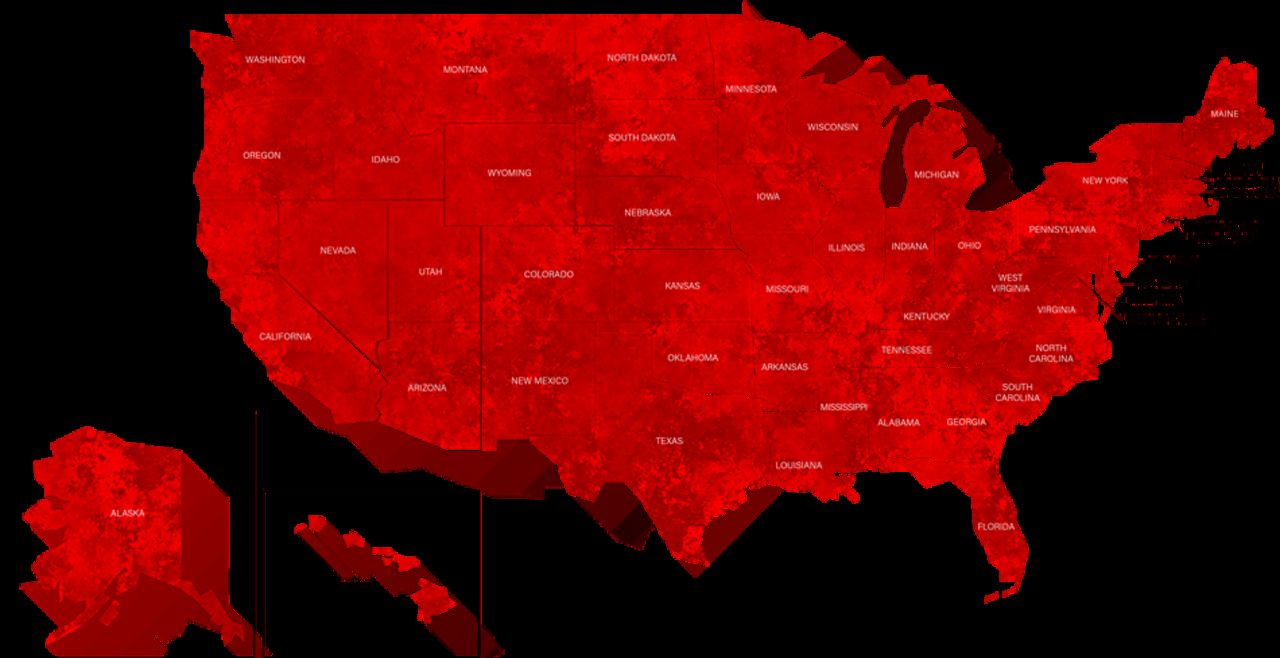 WASHINGTON
MONTANA
NORTH DAKOTA
MINNESOTA
MAINE
WISCONSIN
SOUTH DAKOTA
OREGON
IDAHO
WYOMING
MICHIGAN
NEW YORK
IOWA
NEBRASKA
PENNSYLVANIA
NEVADA
ILLINOIS
INDIANA
OHIO
UTAH
COLORADO
WEST
VIRGINIA
KANSAS
MISSOURI
VIRGINIA
KENTUCKY
CALIFORNIA
TENNESSEE
NORTH
CAROLINA
OKLAHOMA
ARKANSAS
ARIZONA
NEW MEXICO
SOUTH
CAROLINA
MISSISSIPPI
ALABAMA
GEORGIA
TEXAS
LOUISIANA
ALASKA
FLORIDA